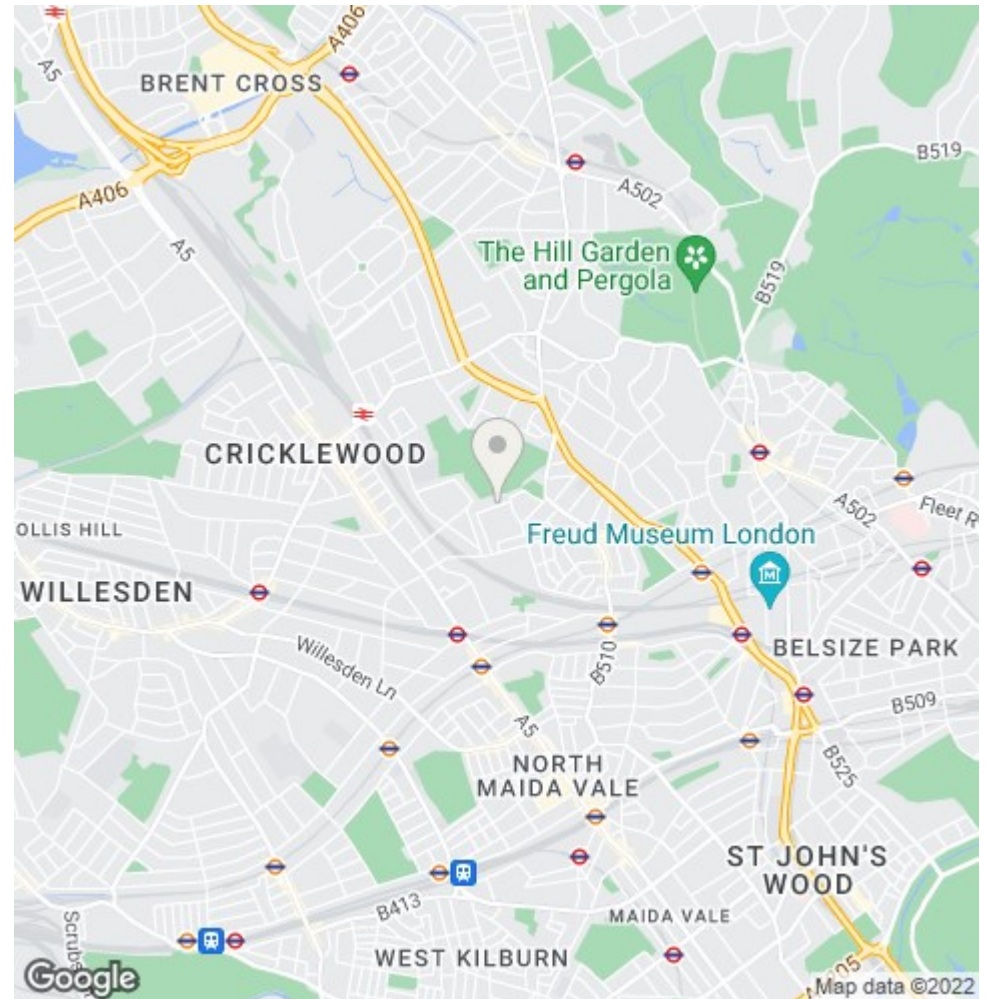 A406
A5
BRENT CROSS
B519
A406
A502
A5
The Hill Garden
and Pergola
B519
CRICKLEWOOD
A502
Fleet R
OLLIS HILL
Freud Museum London
M
WILLESDEN
Willesden Ln
B510
BELSIZE PARK
B509
A5
B525
NORTH
MAIDA VALE
ST JOHN'S
WOOD
B413
MAIDA VALE
Scrubs
WEST KILBURN
Google
Map data ©2022